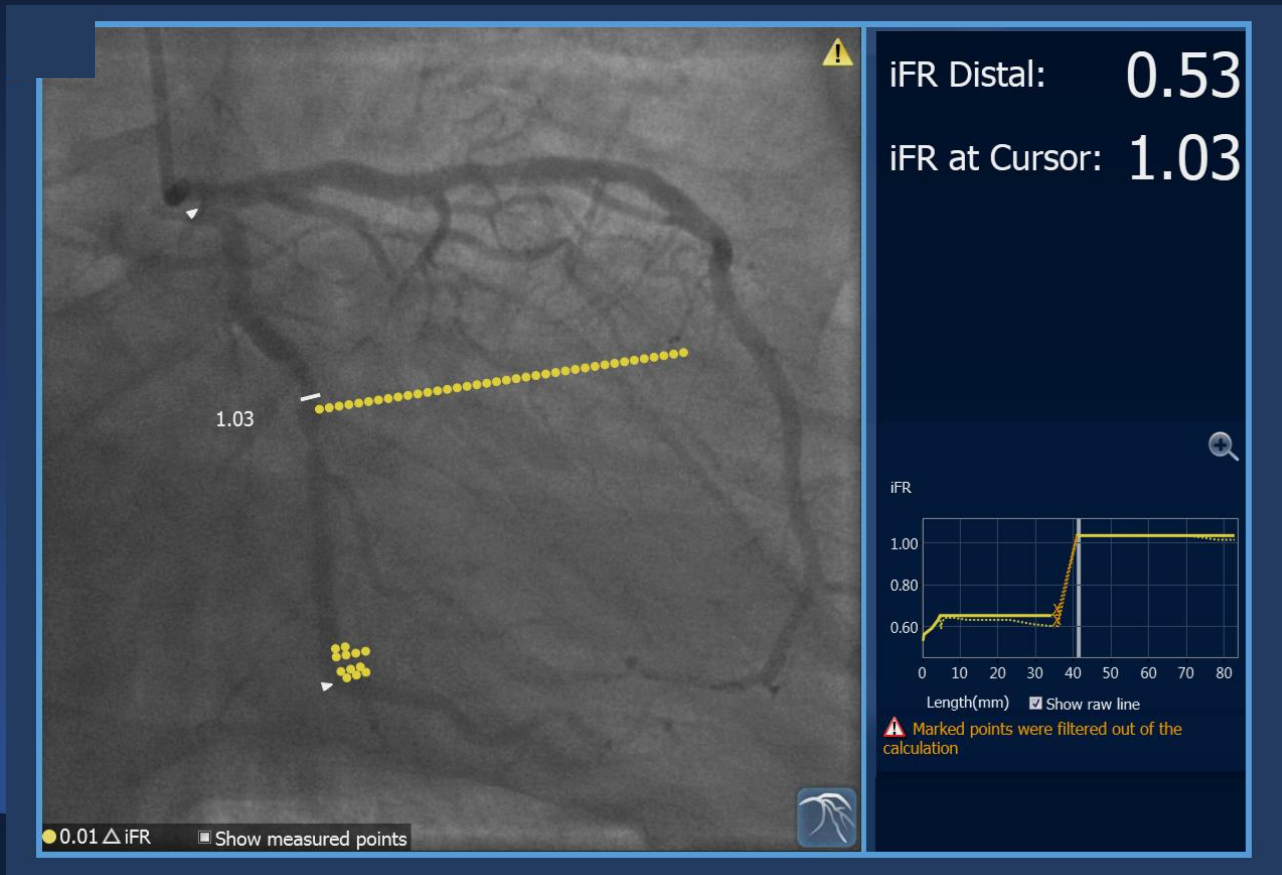 iFR Distal: 0.53
iFR at Cursor: 1.03
1.03
iFR
1.00
0.80
0.60
0 10 20 30 40 50 60 70 80
Length(mm) Show raw line
Marked points were filtered out of the
calculation
0.01 △ iFR Show measured points